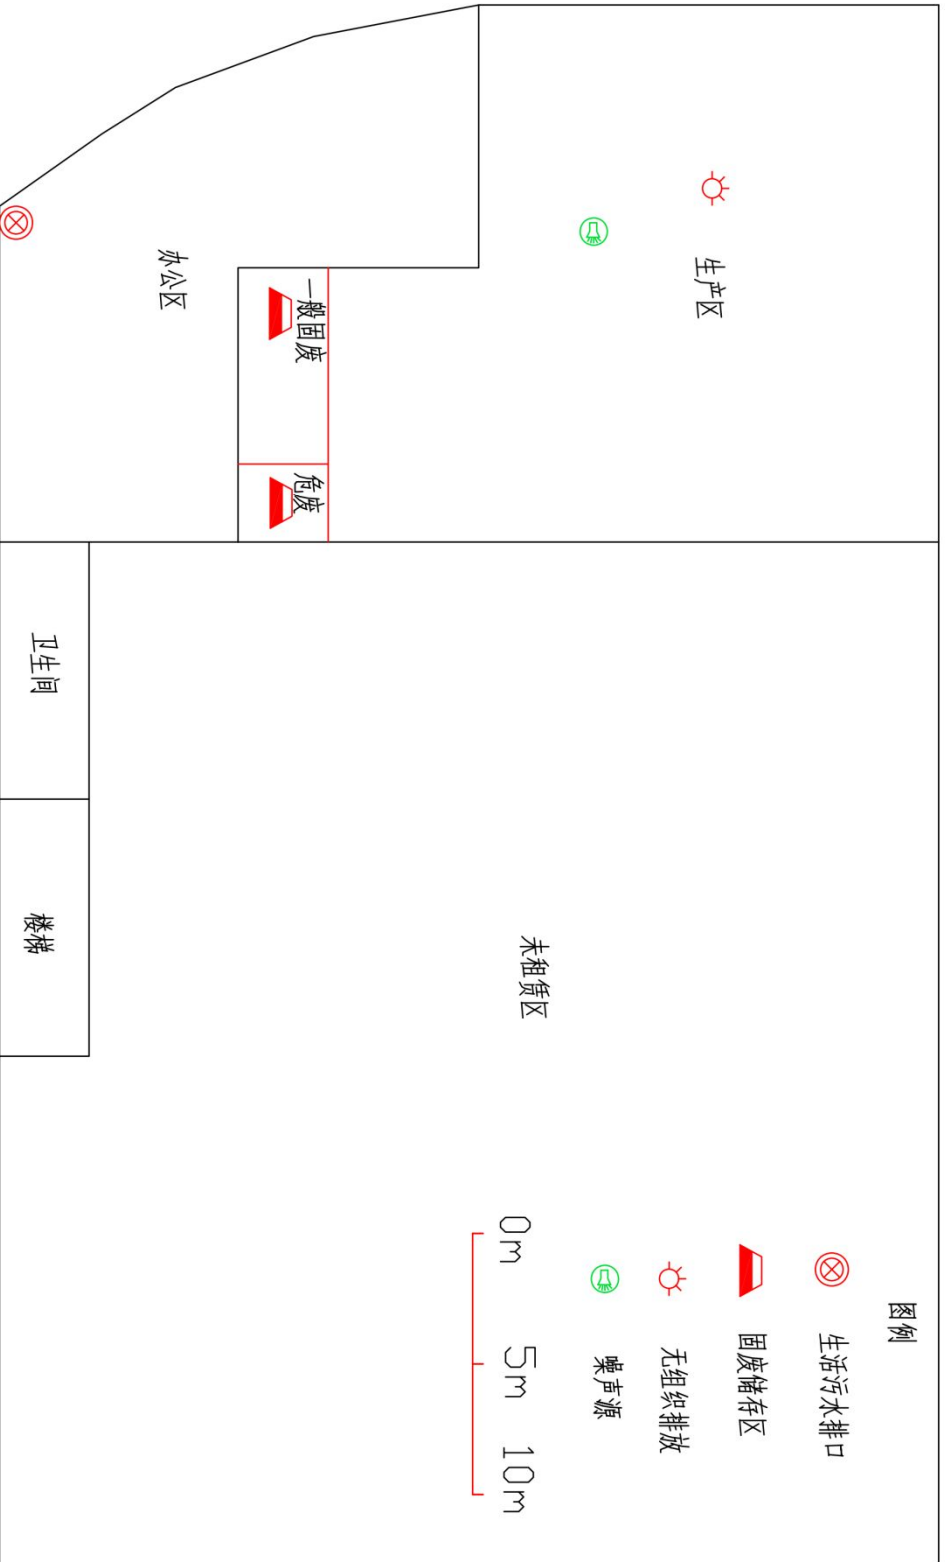 图例
生活污水排口
固废储存区
无组织排放
噪声源
0m
5m
10m
生产区
一般固废
危废
办公区
未租赁区
卫生间
楼梯